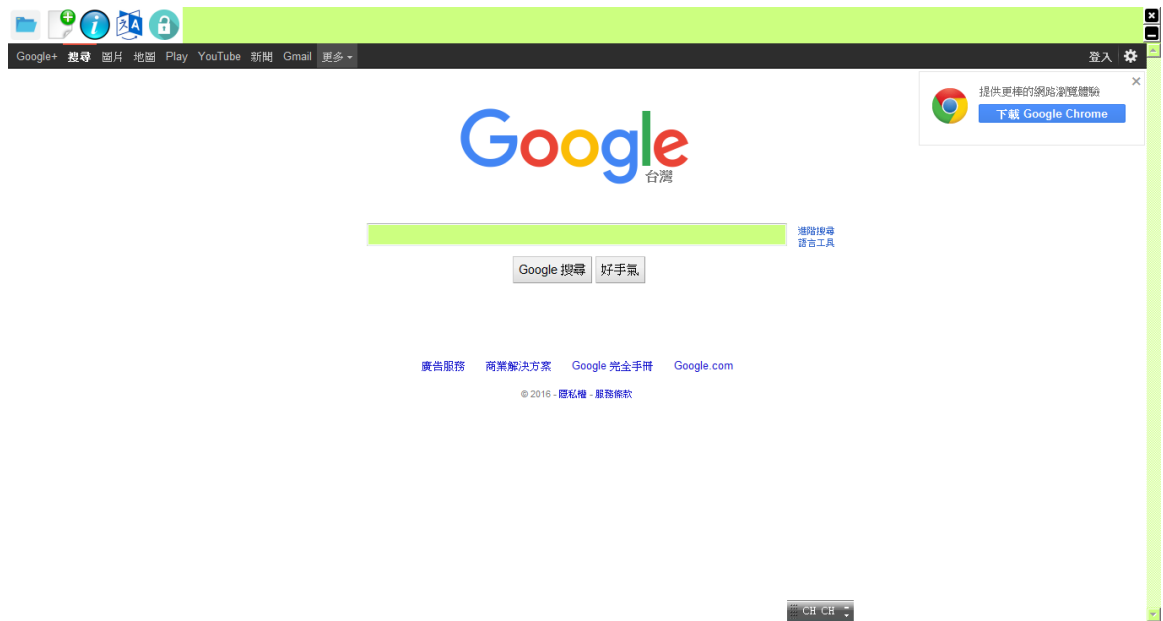 Google+ 搜尋 圖片 地圖 Play YouTube 新聞 Gmail 更多 登入
提供更棒的網路瀏覽體驗
下載 Google Chrome
Google
台灣
進階搜尋
語言工具
Google 搜尋 好手氣
廣告服務 商業解決方案 Google 完全手冊 Google.com
© 2016 - 隱私權 - 服務條款
CH CH